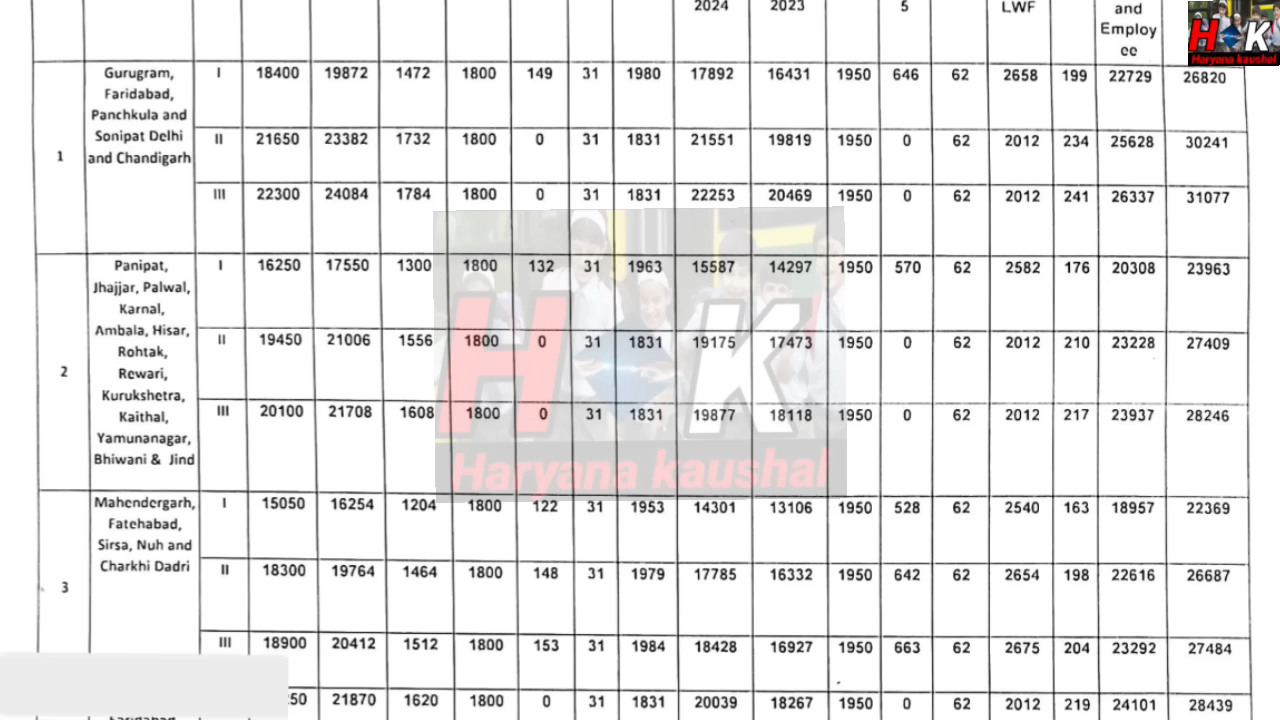 2024 2023 5 LWF and
Employ
ee
H K
Haryana kaushal
1 Gurugram, I 18400 19872 1472 1800 149 31 1980 17892 16431 1950 646 62 2658 199 22729 26820
Faridabad,
Panchkula and
Sonipat Delhi II 21650 23382 1732 1800 0 31 1831 21551 19819 1950 0 62 2012 234 25628 30241
and Chandigarh
III 22300 24084 1784 1800 0 31 1831 22253 20469 1950 0 62 2012 241 26337 31077
2 Panipat, I 16250 17550 1300 1800 132 31 1963 15587 14297 1950 570 62 2582 176 20308 23963
Jhajjar, Palwal,
Karnal,
Ambala, Hisar, II 19450 21006 1556 1800 0 31 1831 19175 17473 1950 0 62 2012 210 23228 27409
Rohtak,
Rewari,
Kurukshetra,
Kaithal, III 20100 21708 1608 1800 0 31 1831 19877 18118 1950 0 62 2012 217 23937 28246
Yamunanagar,
Bhiwani & Jind
H K
Haryana kaushal
3 Mahendergarh, I 15050 16254 1204 1800 122 31 1953 14301 13106 1950 528 62 2540 163 18957 22369
Fatehabad,
Sirsa, Nuh and
Charkhi Dadri II 18300 19764 1464 1800 148 31 1979 17785 16332 1950 642 62 2654 198 22616 26687
III 18900 20412 1512 1800 153 31 1984 18428 16927 1950 663 62 2675 204 23292 27484
50 21870 1620 1800 0 31 1831 20039 18267 1950 0 62 2012 219 24101 28439